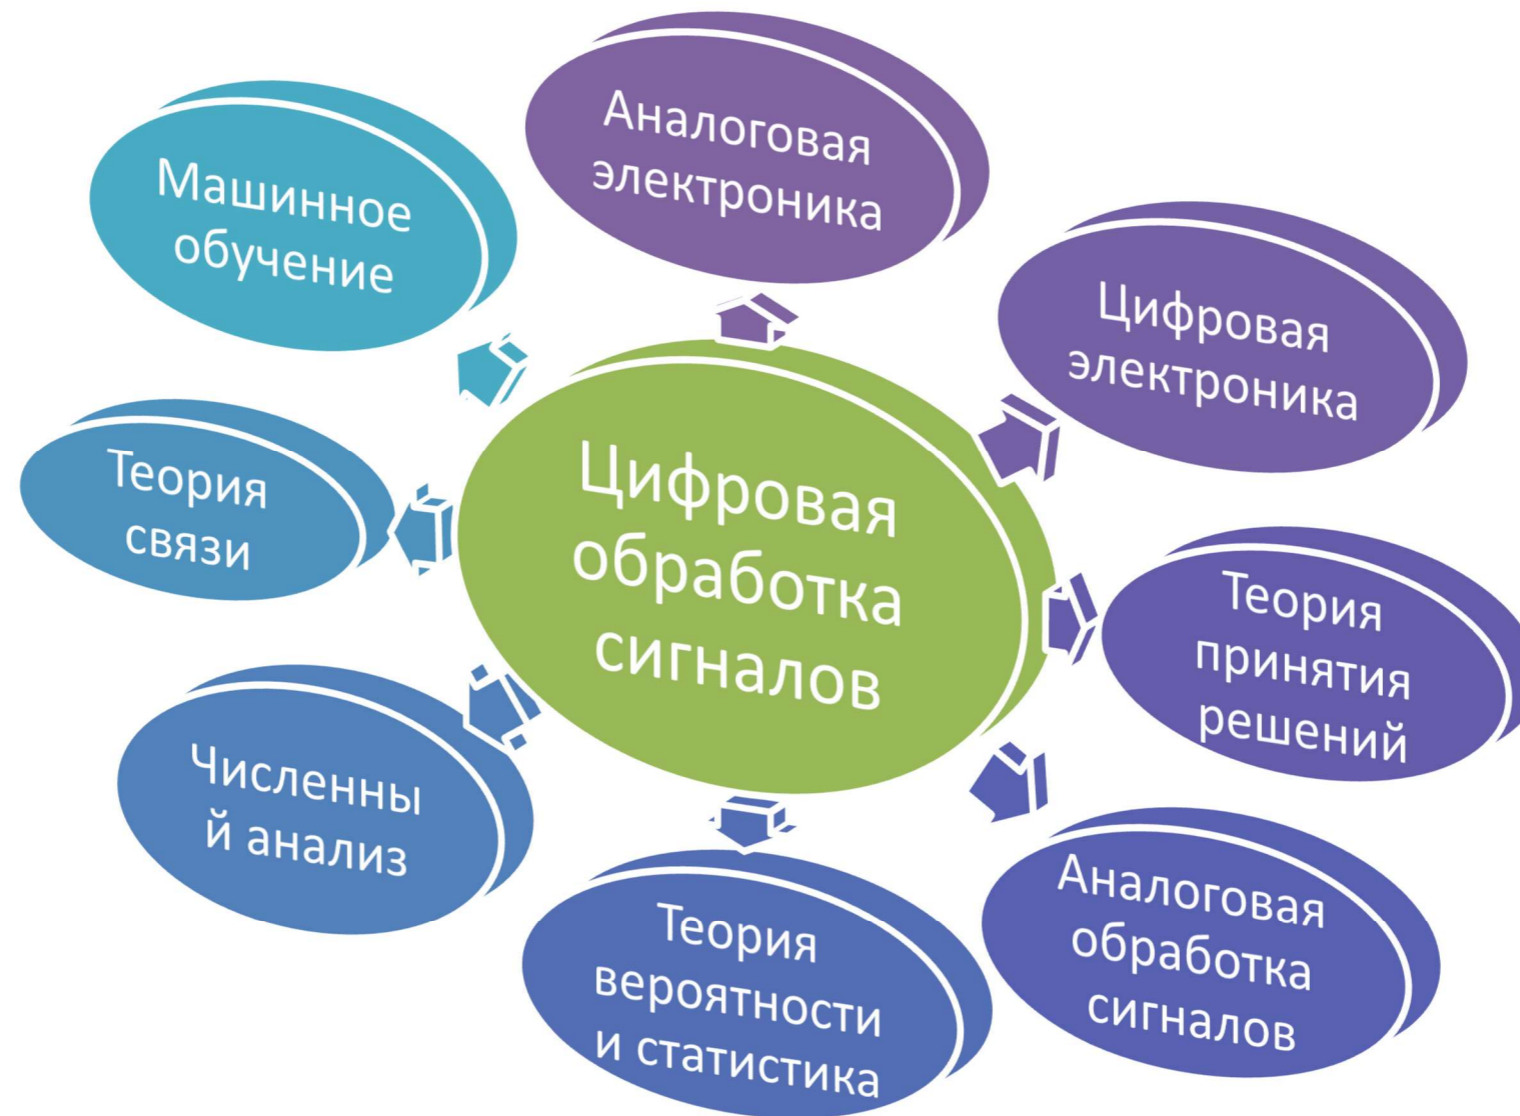 Аналоговая
электроника
Машинное
обучение
Цифровая
электроника
Теория
связи
Цифровая
обработка
сигналов
Теория
принятия
решений
Численны
й анализ
Аналоговая
обработка
сигналов
Теория
вероятности
и статистика